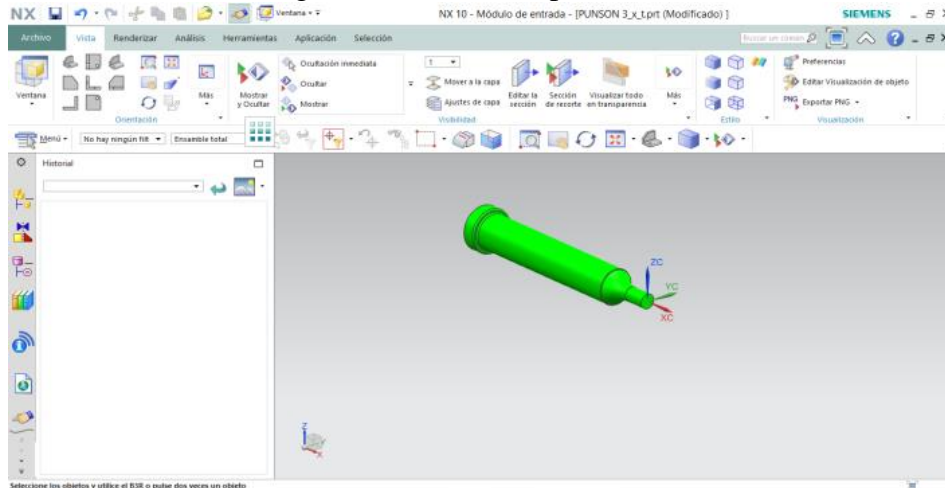 NX
Ventana
NX 10 - Módulo de entrada - [PUNSON 3_x_t.prt (Modificado) ]
SIEMENS
Archivo Vista Renderizar Análisis Herramientas Aplicación Selección
Ventana
Orientación
Más
Mostrar y Ocultar
Ocultación inmediata
Ocultar
Mostrar
1
Mover a la capa
Ajustes de capa
Editar la sección
Sección de recorte
Visualizar todo en transparencia
Más
Visibilidad
Estilo
Preferencias
Editar Visualización de objeto
PNG Exportar PNG
Visualización
Menú
No hay ningún filt
Ensamble total
Historial
ZC
YC
XC
Z
X
Seleccione los objetos y utilice el BSR o pulse dos veces un objeto